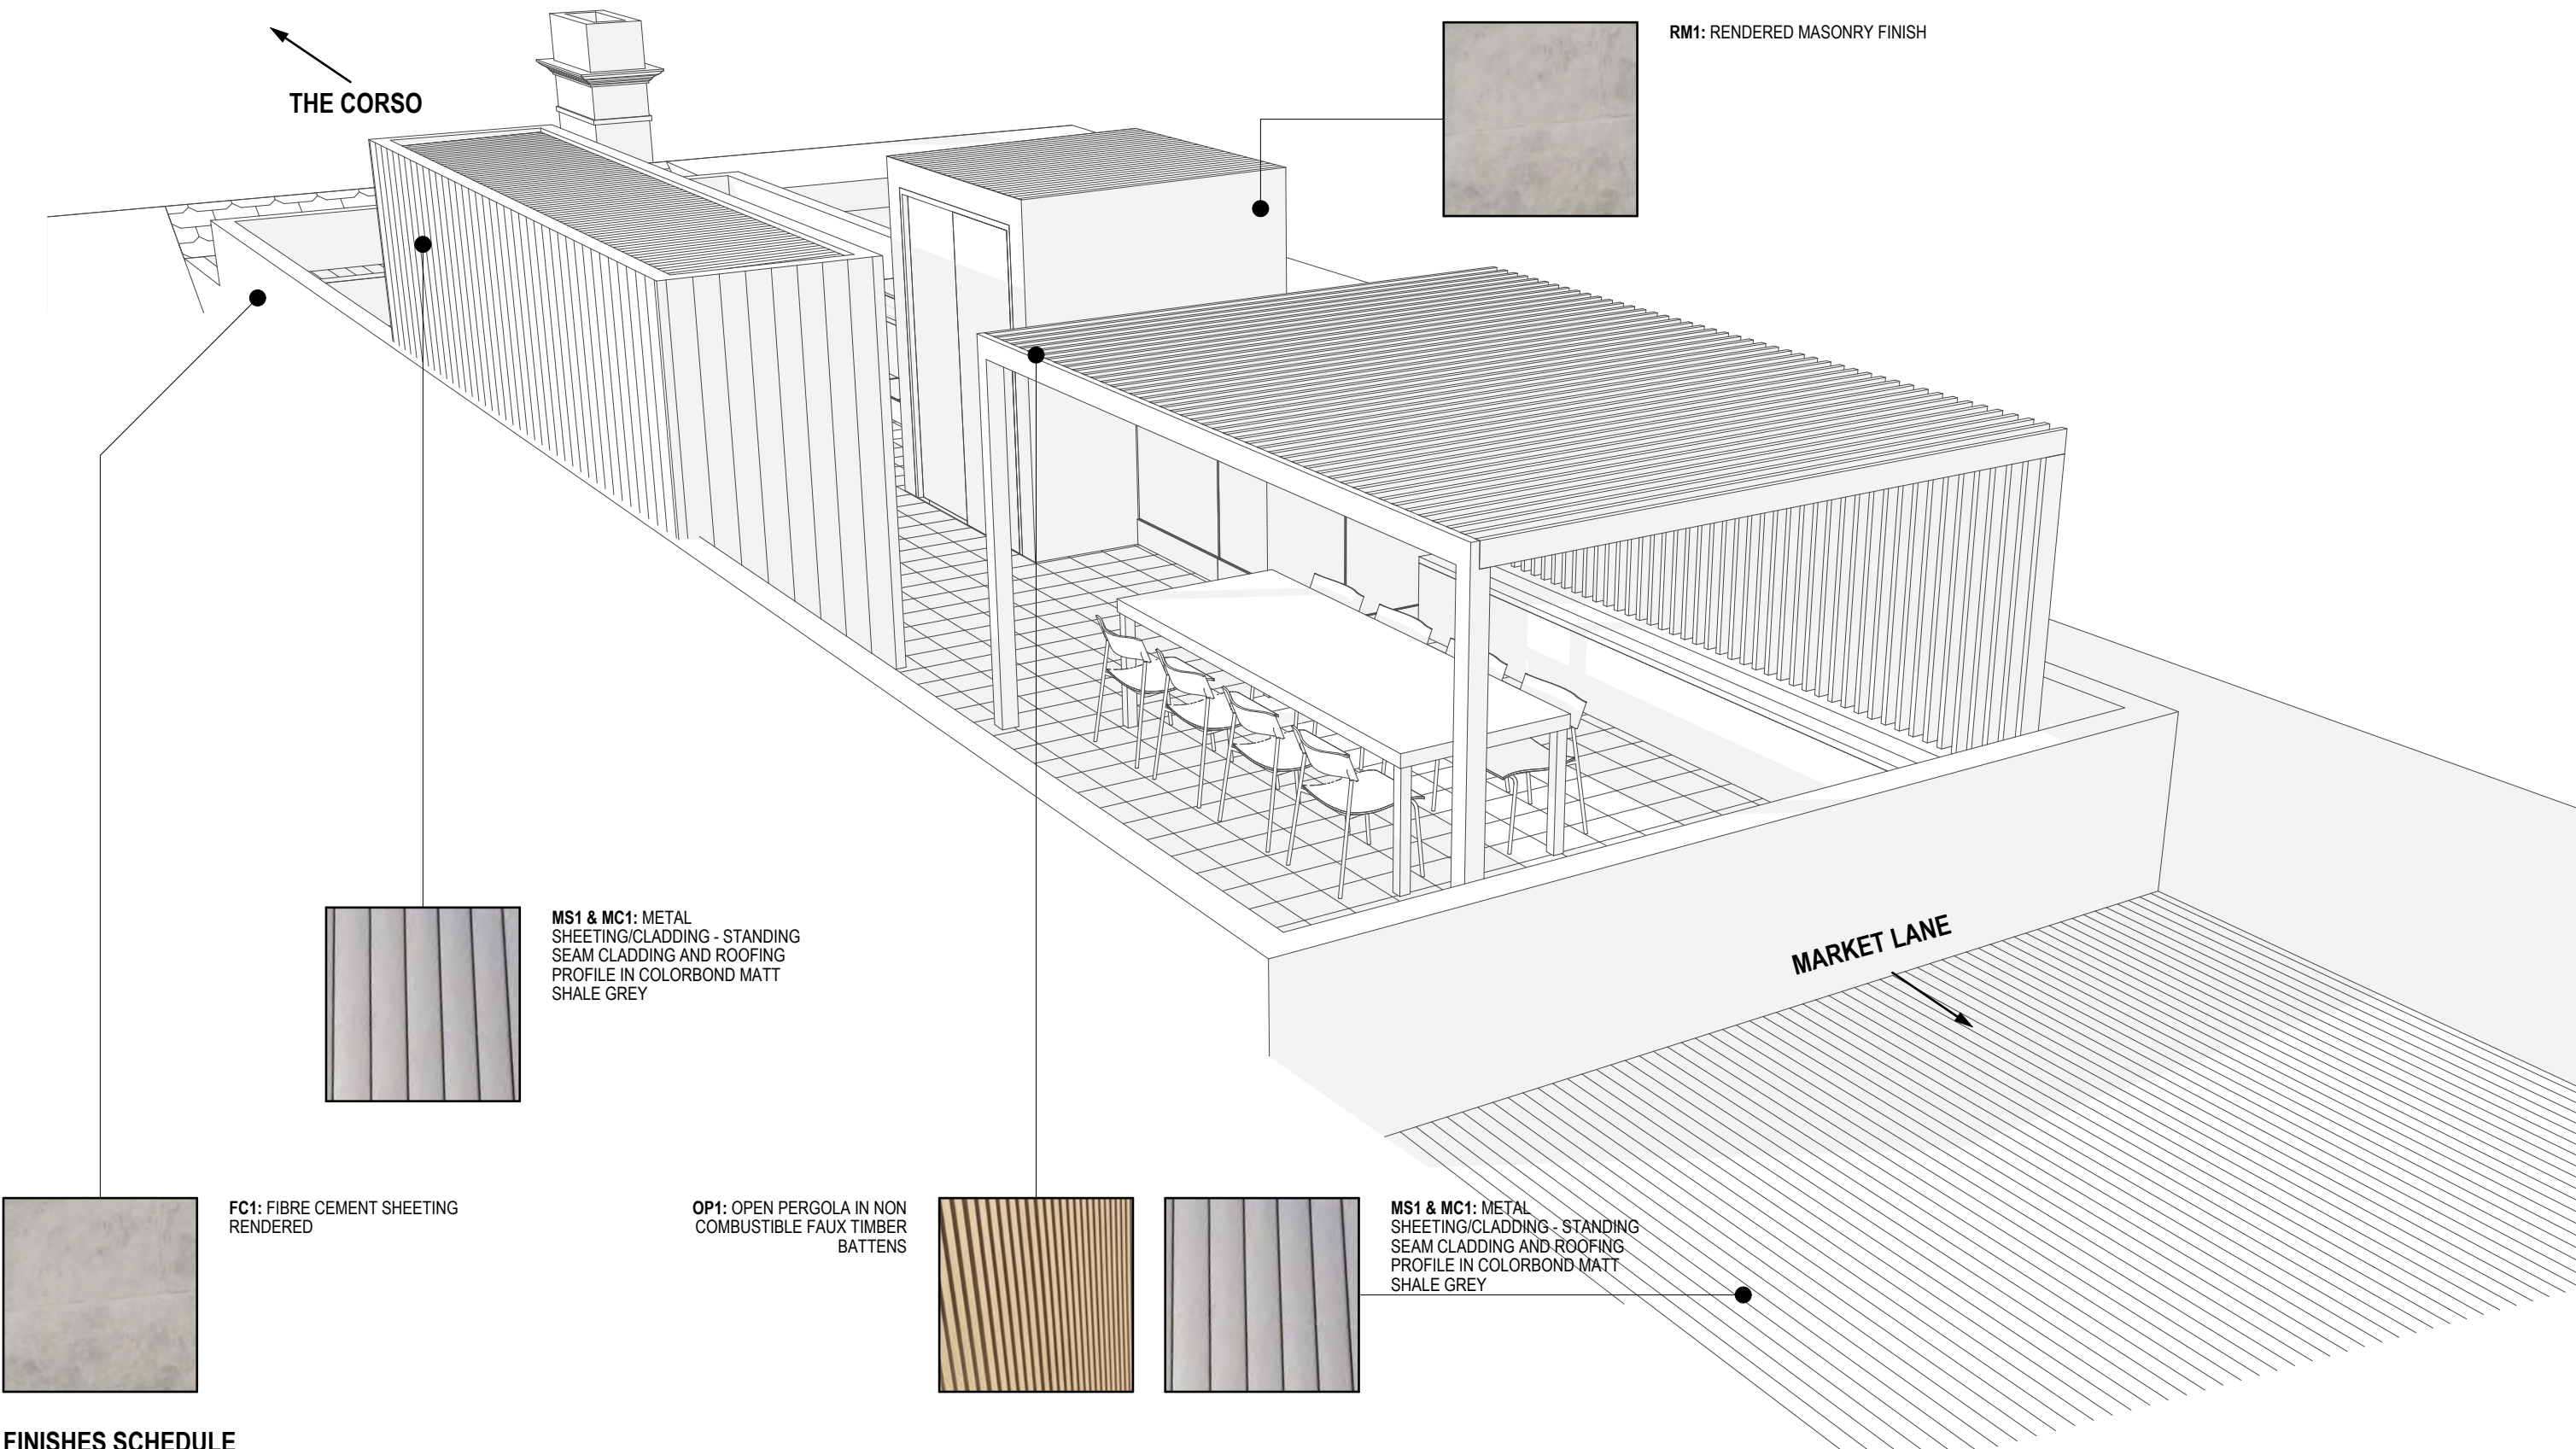 RM1: RENDERED MASONRY FINISH
THE CORSO
MS1 & MC1: METAL
SHEETING/CLADDING - STANDING
SEAM CLADDING AND ROOFING
PROFILE IN COLORBOND MATT
SHALE GREY
MARKET LANE
FC1: FIBRE CEMENT SHEETING
RENDERED
OP1: OPEN PERGOLA IN NON
COMBUSTIBLE FAUX TIMBER
BATTENS
MS1 & MC1: METAL
SHEETING/CLADDING - STANDING
SEAM CLADDING AND ROOFING
PROFILE IN COLORBOND MATT
SHALE GREY
FINISHES SCHEDULE